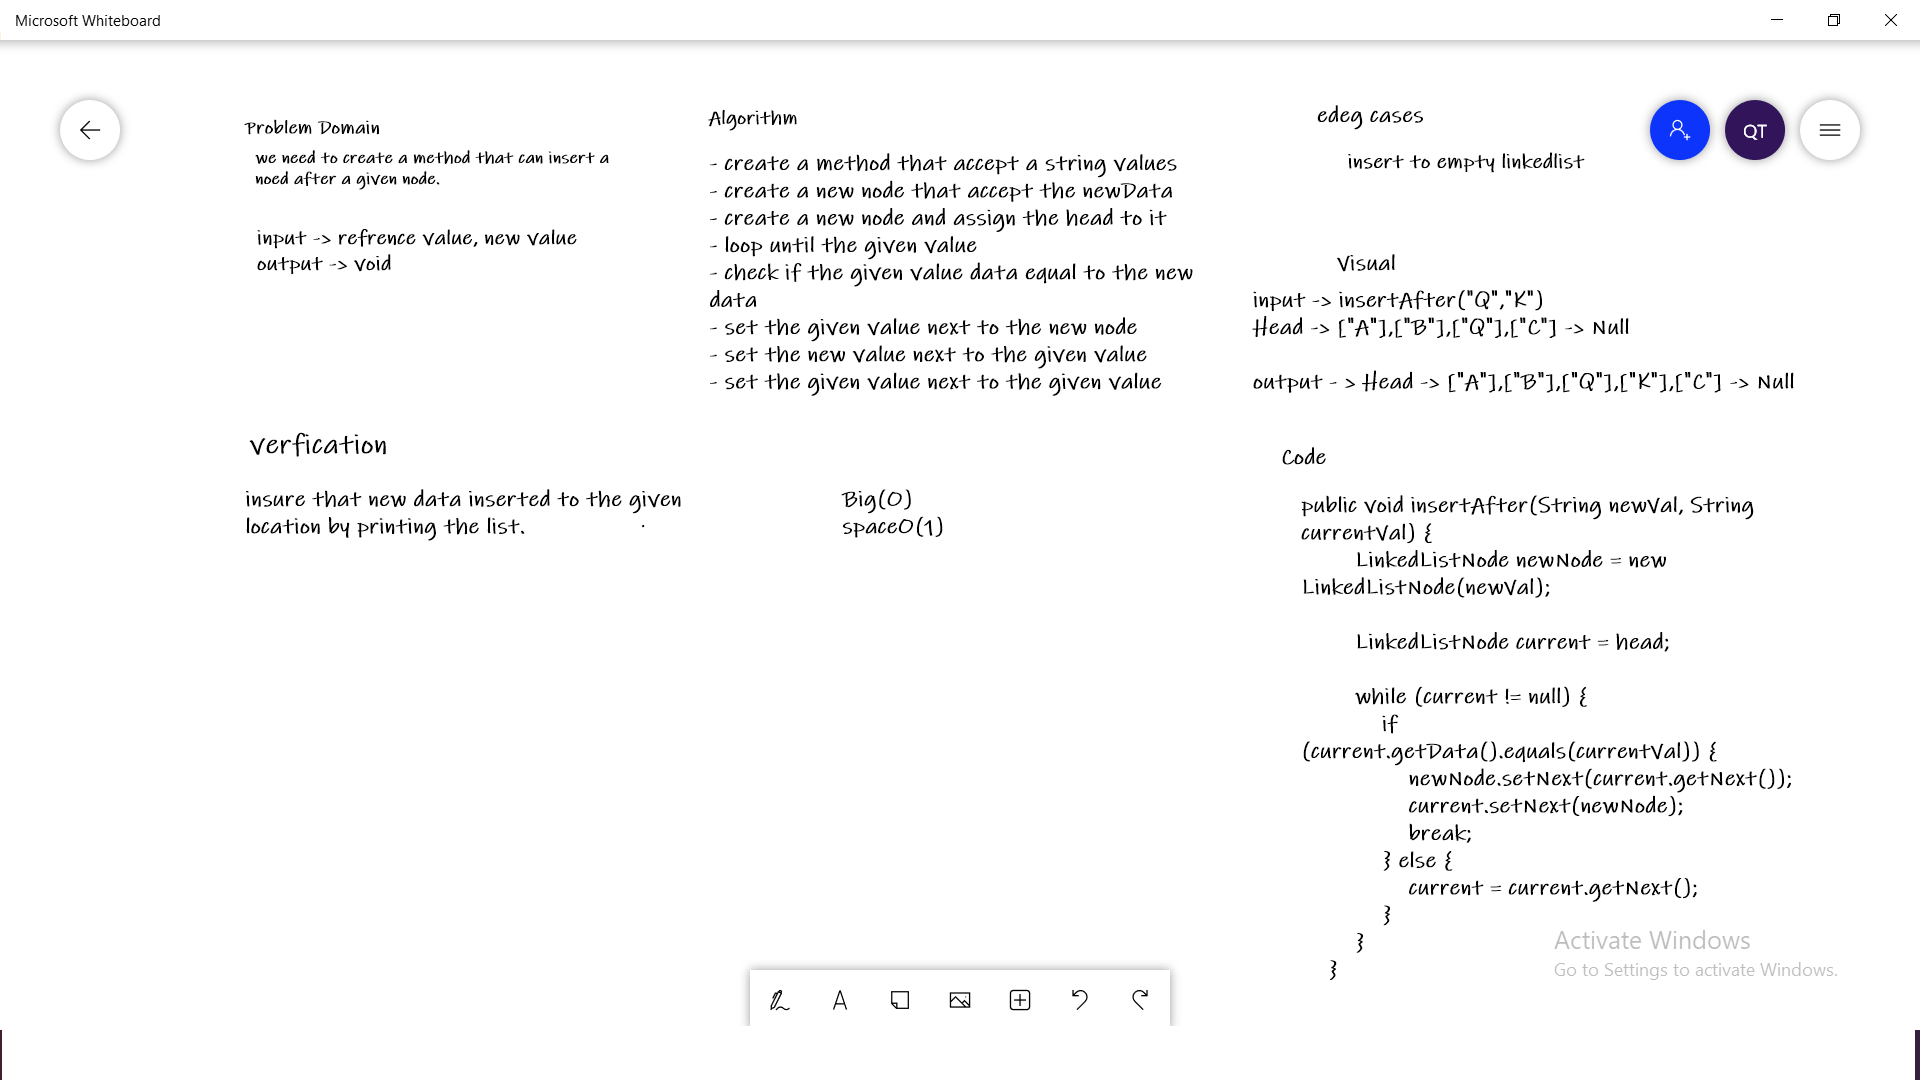 Microsoft Whiteboard
QT
Problem Domain
we need to create a method that can insert a
noed after a given node.
input -> refrence value, new value
output -> void
Algorithm
- create a method that accept a string values
- create a new node that accept the newData
- create a new node and assign the head to it
- loop until the given value
- check if the given value data equal to the new
data
- set the given value next to the new node
- set the new value next to the given value
- set the given value next to the given value
edeg cases
insert to empty linkedlist
Visual
input -> insertAfter("Q","K")
Head -> ["A"],["B"],["Q"],["C"] -> Null
output - > Head -> ["A"],["B"],["Q"],["K"],["C"] -> Null
verfication
insure that new data inserted to the given
location by printing the list.
Big(O)
spaceO(1)
Code
public void insertAfter(String newVal, String
currentVal) {
LinkedListNode newNode = new
LinkedListNode(newVal);
LinkedListNode current = head;
while (current != null) {
if
(current.getData().equals(currentVal)) {
newNode.setNext(current.getNext());
current.setNext(newNode);
break;
} else {
current = current.getNext();
}
}
}
Activate Windows
Go to Settings to activate Windows.